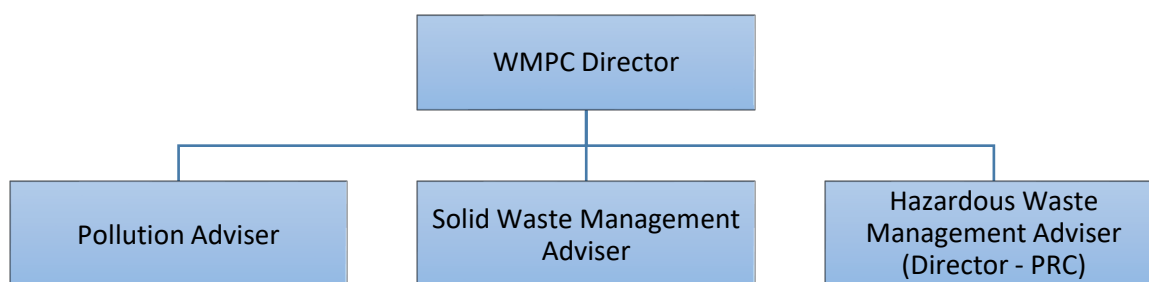 WMPC Director
Pollution Adviser
Solid Waste Management
Adviser
Hazardous Waste
Management Adviser
(Director - PRC)